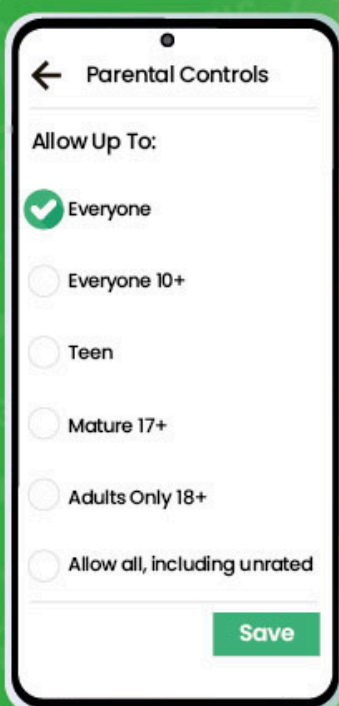 Parental Controls
Allow Up To:
Everyone
Everyone 10+
Teen
Mature 17+
Adults Only 18+
Allow all, including unrated
Save